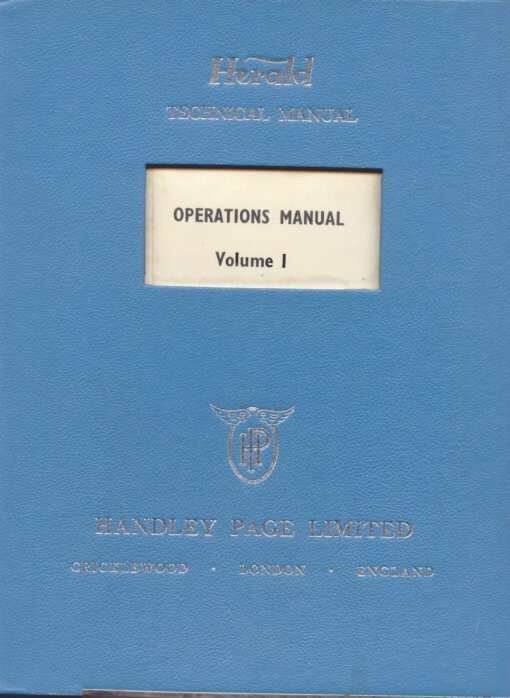 Herald
TECHNICAL MANUAL
OPERATIONS MANUAL
Volume I
HP
HANDLEY PAGE LIMITED
CRICKLEWOOD · LONDON · ENGLAND